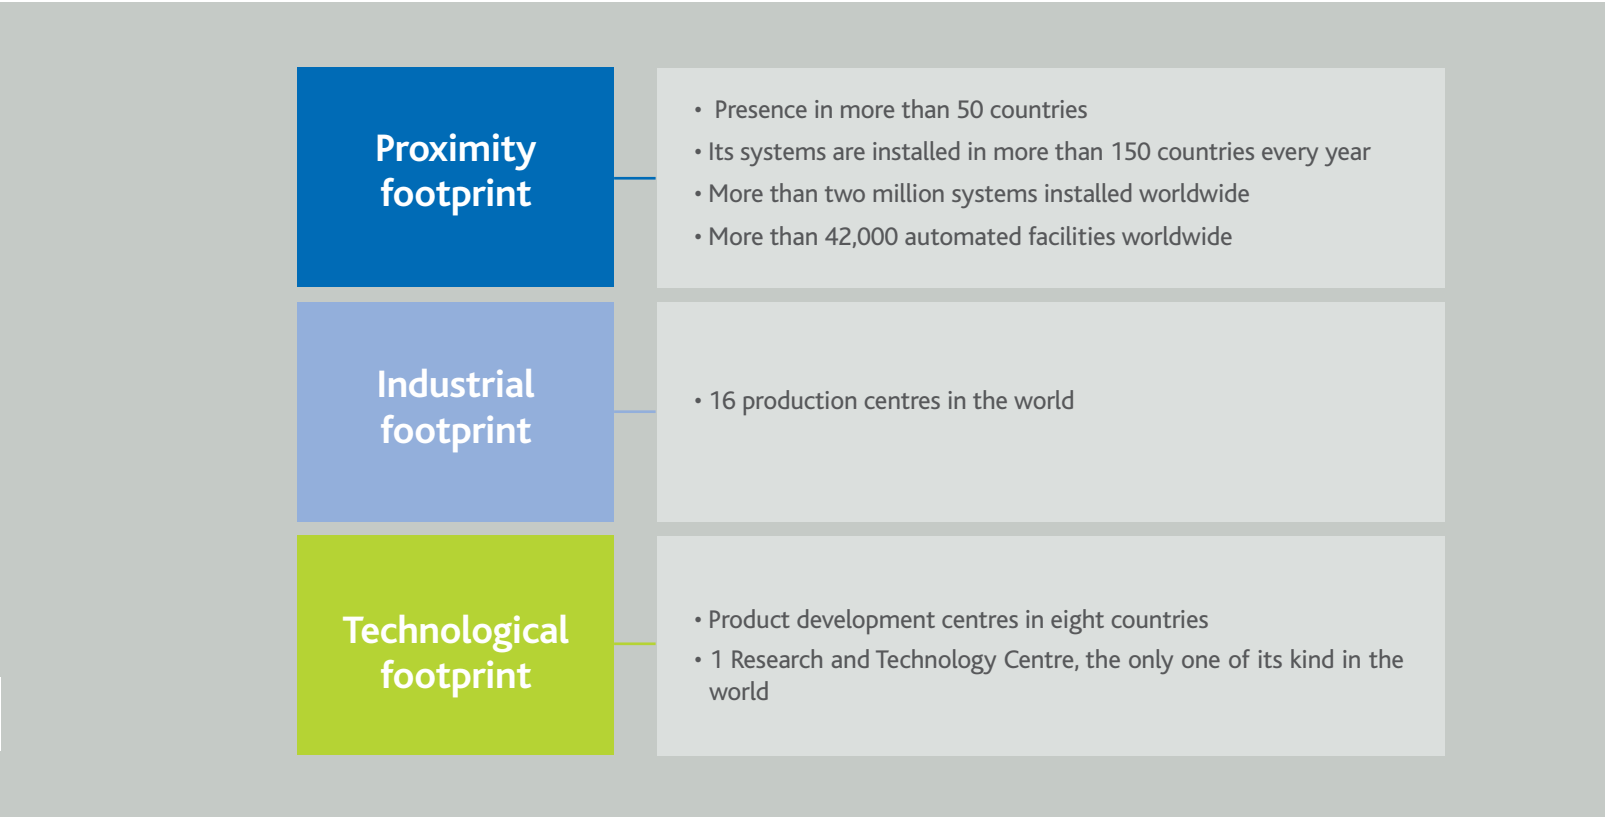 Proximity
footprint
• Presence in more than 50 countries
• Its systems are installed in more than 150 countries every year
• More than two million systems installed worldwide
• More than 42,000 automated facilities worldwide
Industrial
footprint
• 16 production centres in the world
Technological
footprint
• Product development centres in eight countries
• 1 Research and Technology Centre, the only one of its kind in the
world